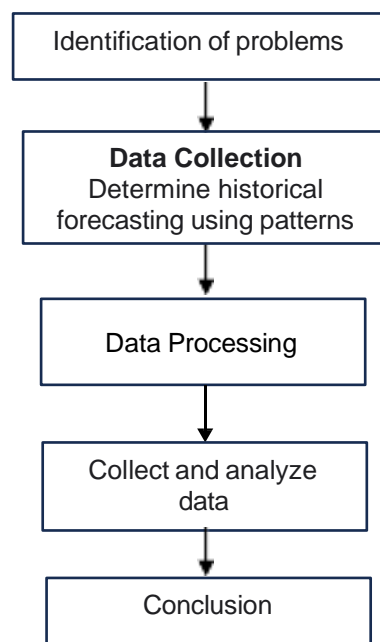 Identification of problems
Data Collection
Determine historical
forecasting using patterns
Data Processing
Collect and analyze
data
Conclusion